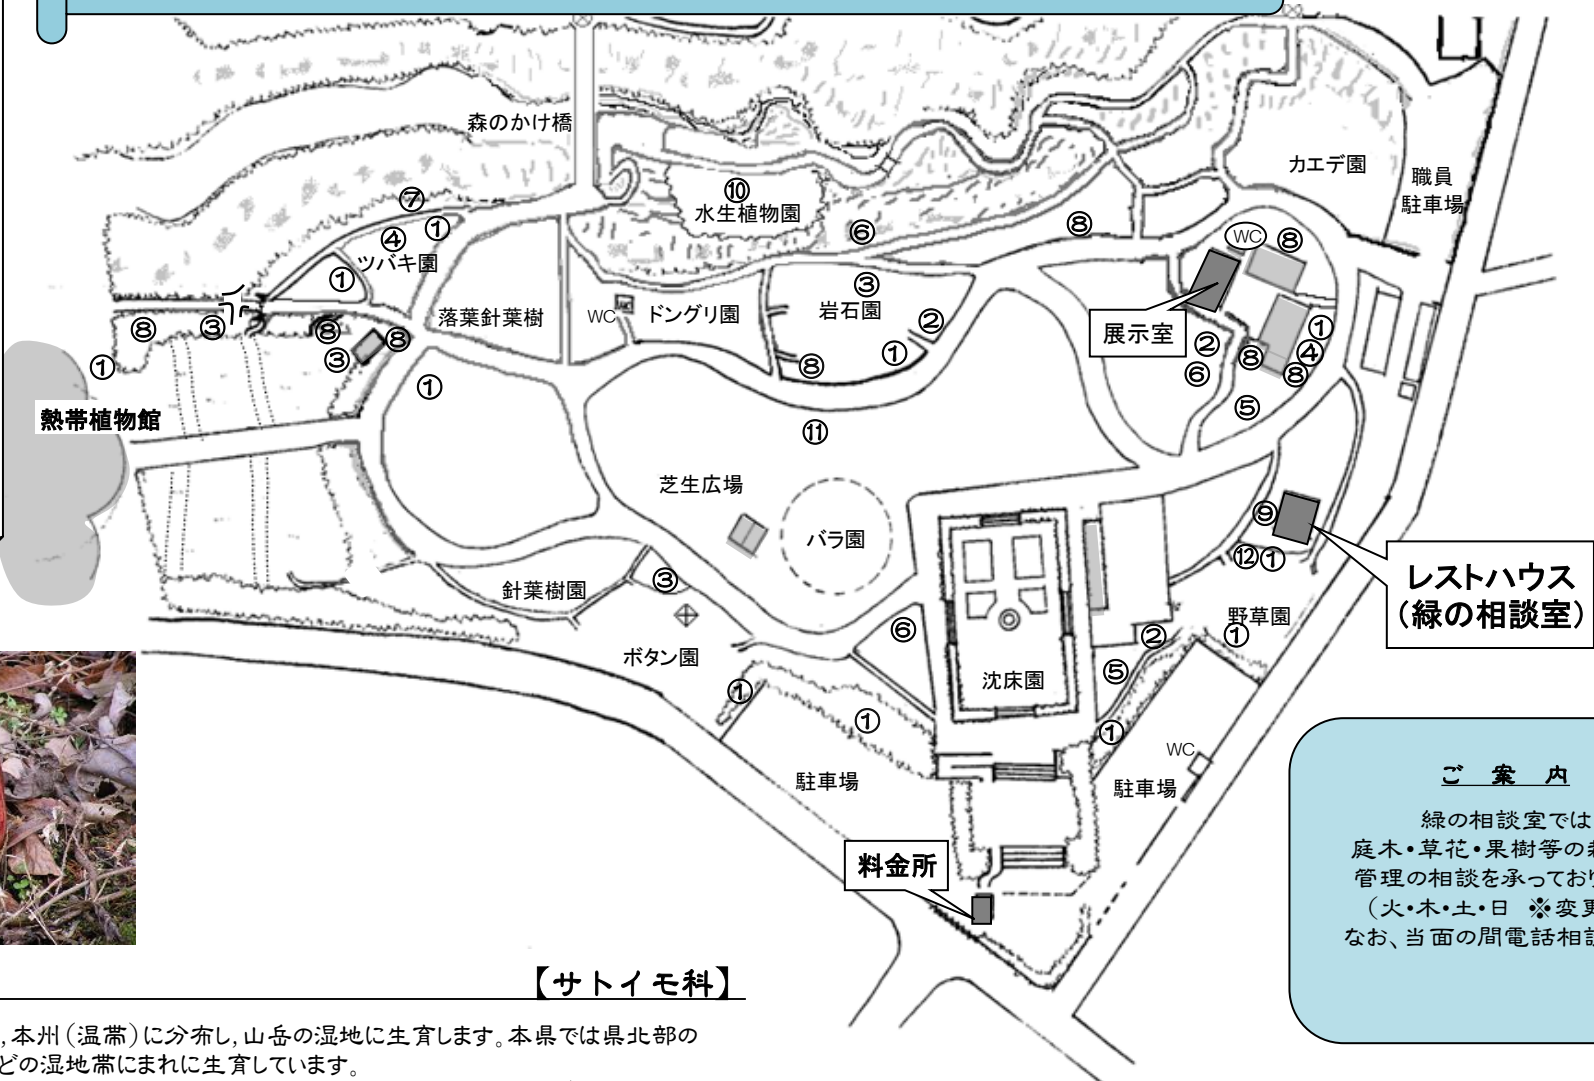 森のかけ橋
カエデ園
職員
駐車場
⑩
水生植物園
⑦
①
④
ツバキ園
①
⑥
⑧
WC
⑧
③
岩石園
②
①
⑧
落葉針葉樹
WC
ドングリ園
展示室
②
⑥
①
④
⑧
⑧
⑤
⑧
③
⑧
③
⑧
①
①
熱帯植物館
⑪
芝生広場
バラ園
⑨
⑫
①
レストハウス
(緑の相談室)
針葉樹園
③
ボタン園
⑥
沈床園
②
野草園
①
⑤
①
①
①
駐車場
WC
駐車場
料金所
ご 案 内
緑の相談室では
庭木・草花・果樹等の
管理の相談を承ってお
(火・木・土・日 ※変
なお、当面の間電話相
【サトイモ科】
,本州(温帯)に分布し,山岳の湿地に生育します。本県では県北部の
どの湿地帯にまれに生育しています。